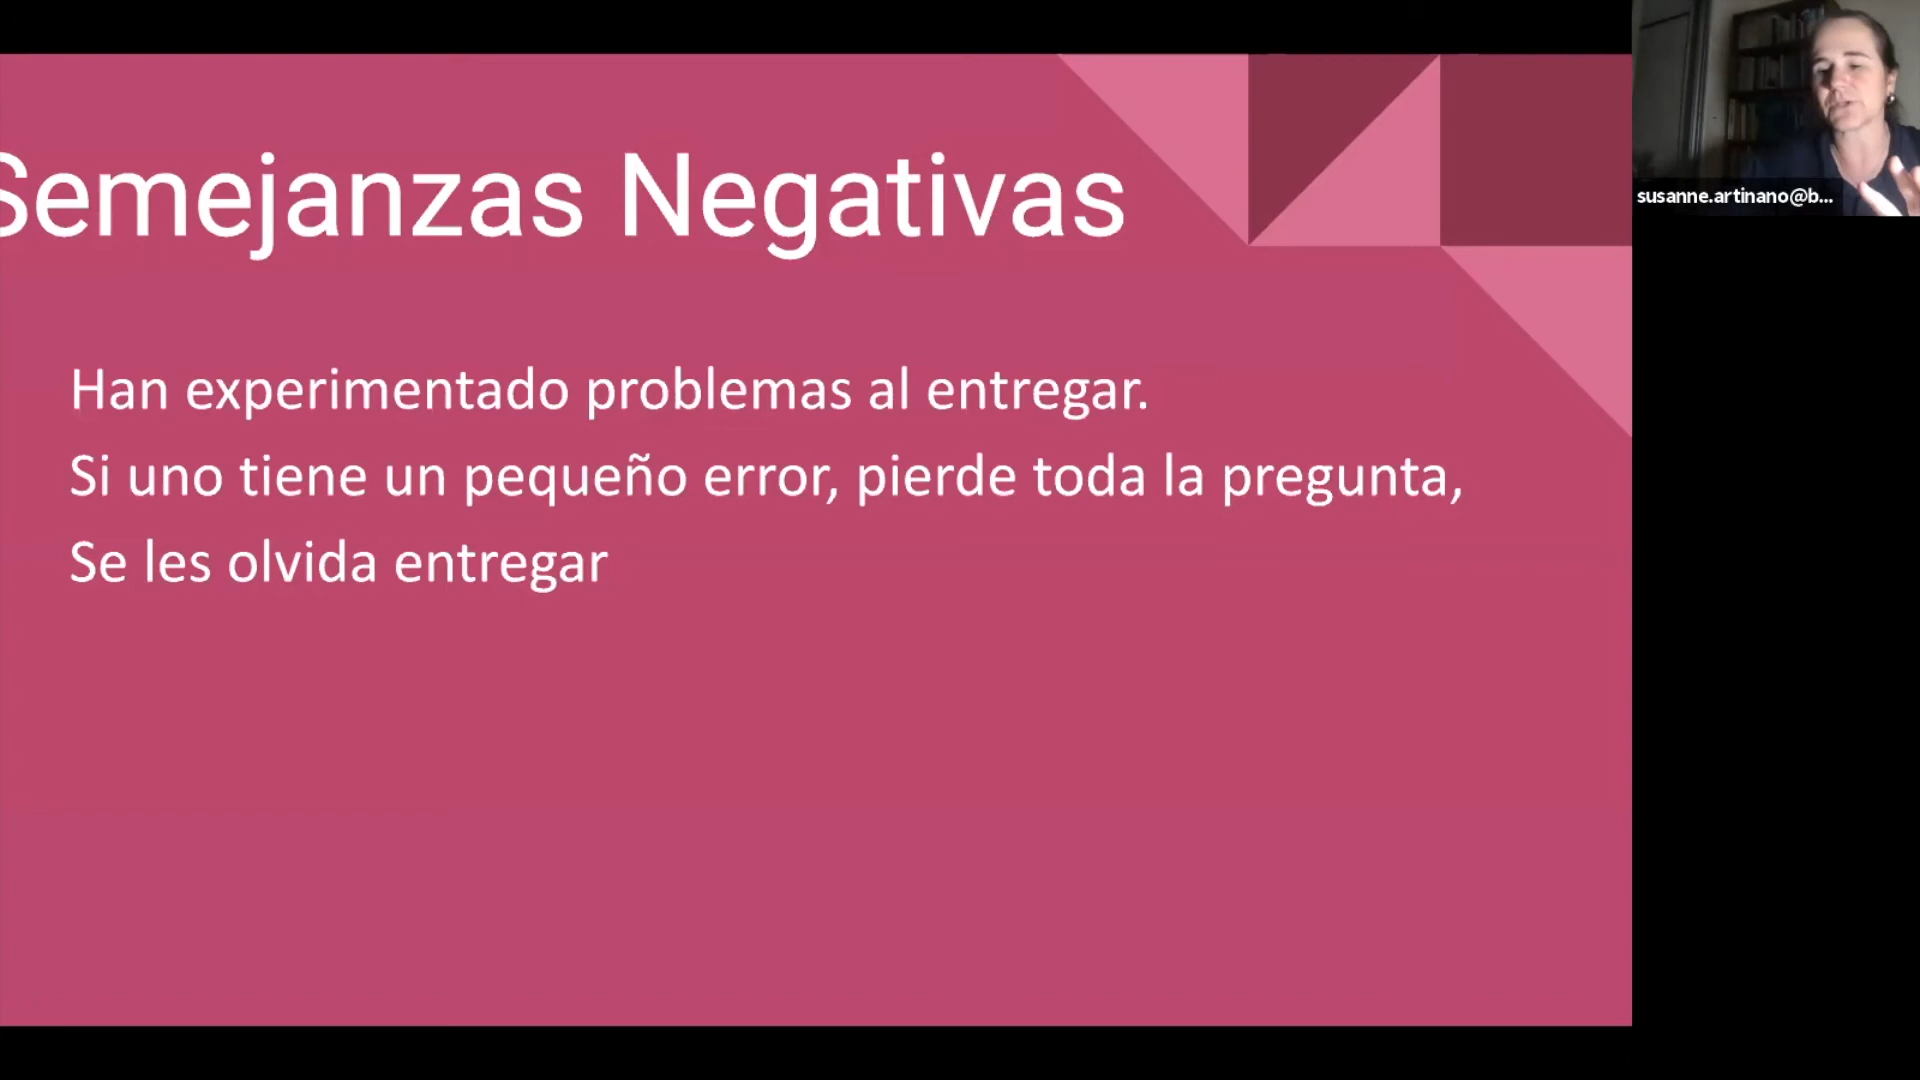 Semejanzas Negativas
susanne.artinano@b...
Han experimentado problemas al entregar.
Si uno tiene un pequeño error, pierde toda la pregunta,
Se les olvida entregar